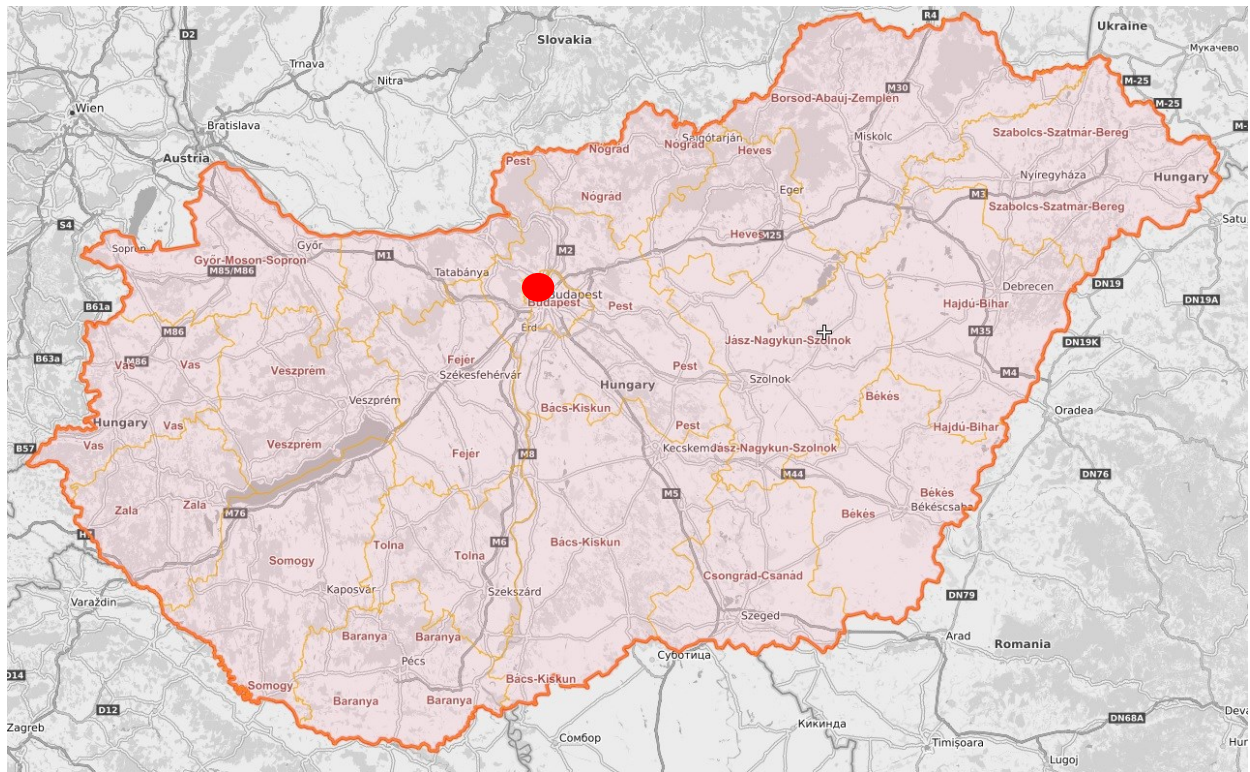 R4
Ukraine
D2
Slovakia
Мукачево
Trnava
Nitra
M-25
M30
Borsod-Abaúj-Zemplén
M-25
Wien
Bratislava
Salgótarján
Miskolc
Szabolcs-Szatmár-Bereg
Austria
Nógrád
Nógrád
Heves
Pest
Nyíregyháza
Hungary
Eger
Nógrád
M3
Szabolcs-Szatmár-Bereg
S4
Heves
M25
Satu
Sopron
Győr
M2
M1
Győr-Moson-Sopron
M85/M86
Tatabánya
DN19
Debrecen
Budapest
Budapest
Pest
Hajdú-Bihar
DN19A
B61a
Érd
M86
M35
Jász-Nagykun-Szolnok
DN19K
B63a
Vas
M86
Vas
Veszprém
Fejér
Pest
M4
Székesfehérvár
Hungary
Szolnok
Veszprém
Békés
Bács-Kiskun
Oradea
Hungary
Vas
Pest
Hajdú-Bihar
B57
Vas
Veszprém
Fejér
M8
Kecskemét
Jász-Nagykun-Szolnok
M44
DN76
M5
Békés
Zala
Zala
M76
Békéscsaba
Békés
M6
Tolna
Tolna
Bács-Kiskun
Somogy
Csongrád-Csanád
Kaposvár
Szekszárd
DN79
Varaždin
Szeged
Baranya
Baranya
Arad
Romania
Суботица
Pécs
D14
Somogy
Bács-Kiskun
Baranya
Baranya
D12
Deva
Zagreb
Кикинда
DN68A
Сомбор
Timișoara
Lugoj